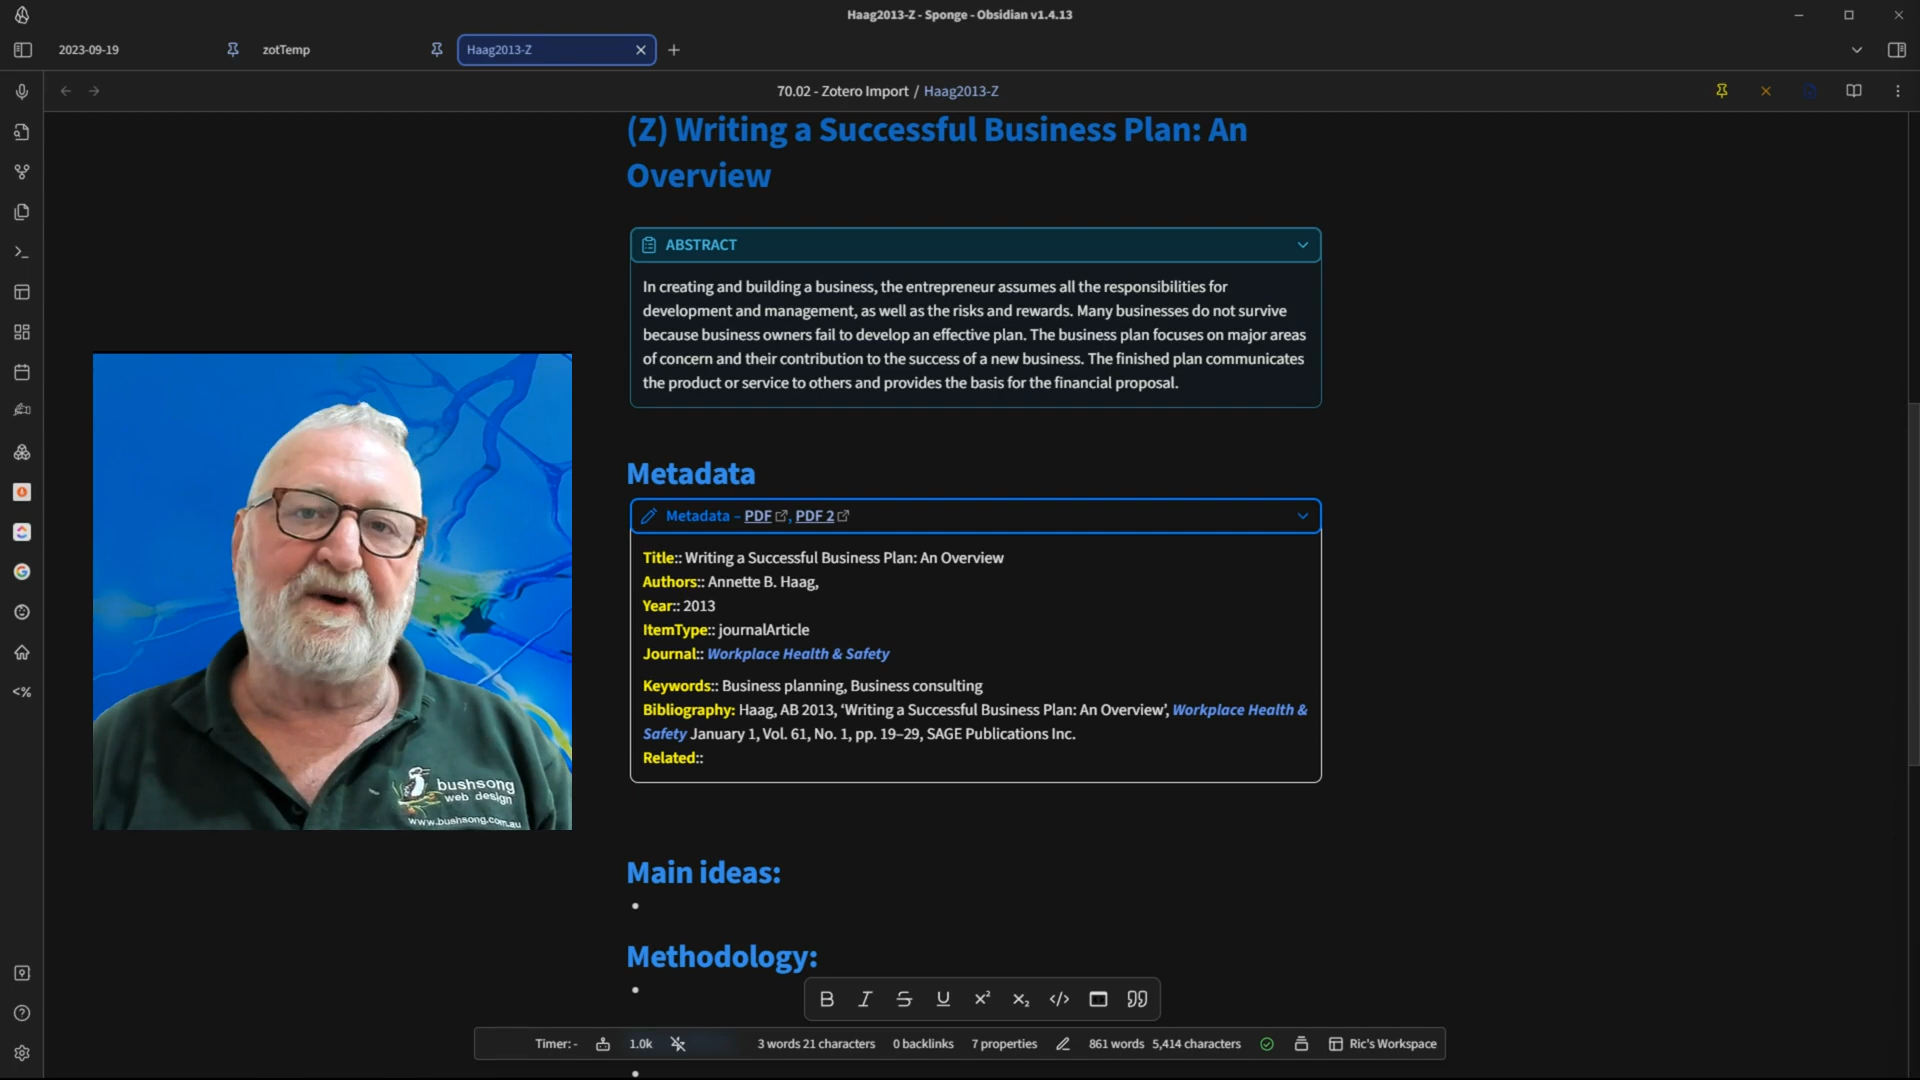 Haag2013-Z - Sponge - Obsidian v1.4.13
2023-09-19
zotTemp
Haag2013-Z
70.02 - Zotero Import / Haag2013-Z
(Z) Writing a Successful Business Plan: An
Overview
ABSTRACT
In creating and building a business, the entrepreneur assumes all the responsibilities for
development and management, as well as the risks and rewards. Many businesses do not survive
because business owners fail to develop an effective plan. The business plan focuses on major areas
of concern and their contribution to the success of a new business. The finished plan communicates
the product or service to others and provides the basis for the financial proposal.
Metadata
Metadata – PDF, PDF 2
Title:: Writing a Successful Business Plan: An Overview
Authors:: Annette B. Haag,
Year:: 2013
ItemType:: journalArticle
Journal:: Workplace Health & Safety
Keywords:: Business planning, Business consulting
Bibliography: Haag, AB 2013, ‘Writing a Successful Business Plan: An Overview’, Workplace Health &
Safety January 1, Vol. 61, No. 1, pp. 19–29, SAGE Publications Inc.
Related::
bushsong
web design
www.bushsong.com.au
Main ideas:
Methodology:
Timer: - 1.0k 3 words 21 characters 0 backlinks 7 properties 861 words 5,414 characters Ric's Workspace